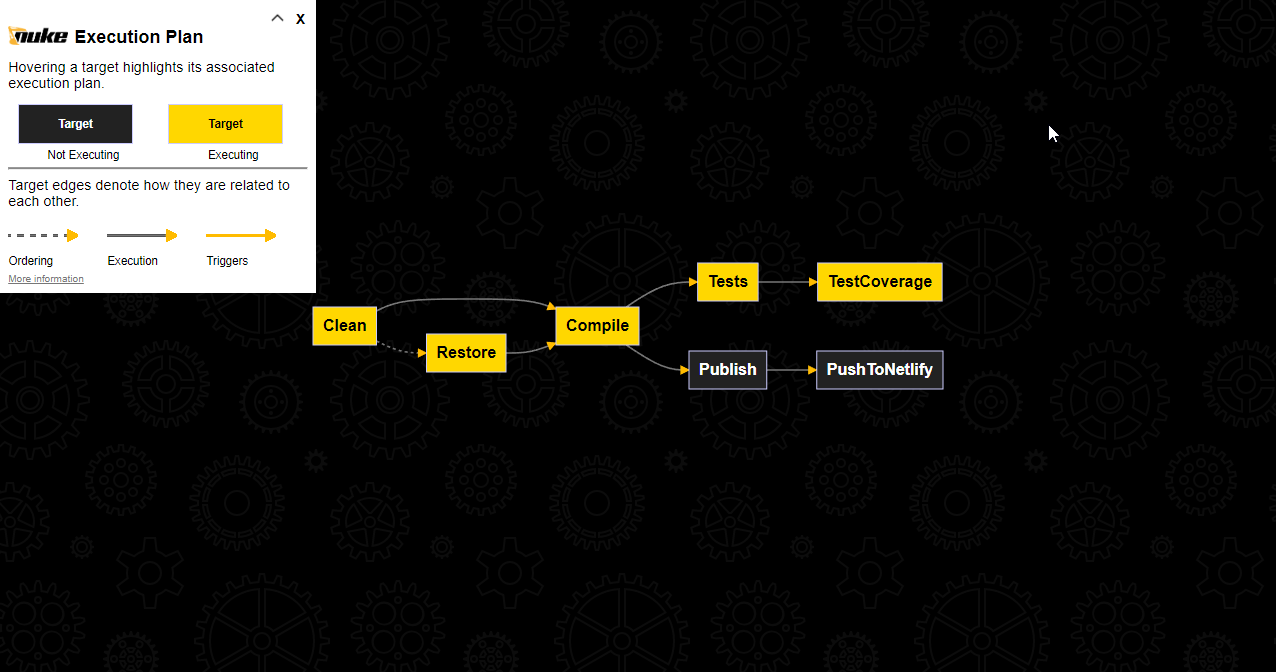 X
nuke Execution Plan
Hovering a target highlights its associated
execution plan.
Target Target
Not Executing Executing
Target edges denote how they are related to
each other.
Ordering Execution Triggers
More information
Clean
Restore
Compile
Tests
TestCoverage
Publish
PushToNetlify